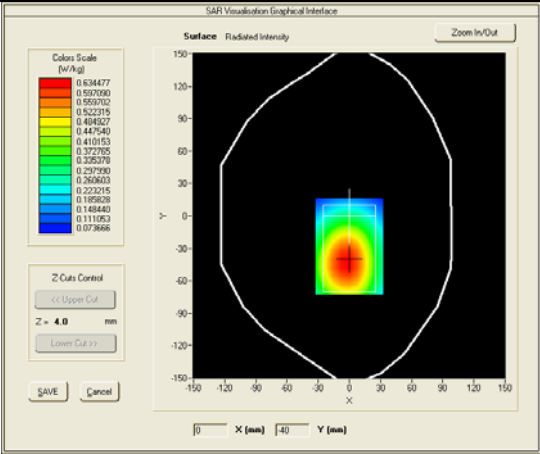 SAR Visualisation Graphical Interface
Surface Radiated Intensity
Zoom In/Out
Colors Scale
(W/kg)
0.634477
0.597090
0.559702
0.522315
0.484927
0.447540
0.410153
0.372765
0.335378
0.297990
0.260603
0.223215
0.185828
0.148440
0.111053
0.073666
Z-Cuts Control
<< Upper Cut
Z = 4.0 mm
Lower Cut >>
SAVE Cancel
150-
120-
90-
60-
30-
0-
-30-
-60-
-90-
-120-
-150-
Y
-150 -120 -90 -60 -30 0 30 60 90 120 150
X
0 X (mm) -40 Y (mm)